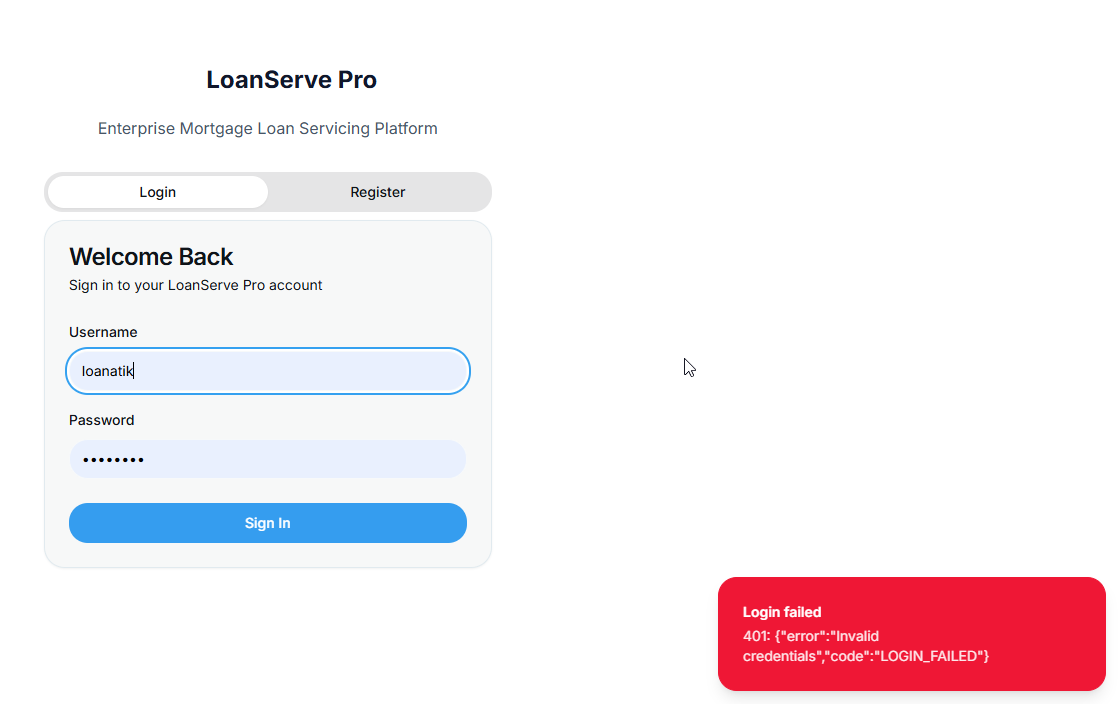 LoanServe Pro
Enterprise Mortgage Loan Servicing Platform
Login
Register
Welcome Back
Sign in to your LoanServe Pro account
Username
loanatik
Password
••••••••
Sign In
Login failed
401: {"error":"Invalid
credentials","code":"LOGIN_FAILED"}